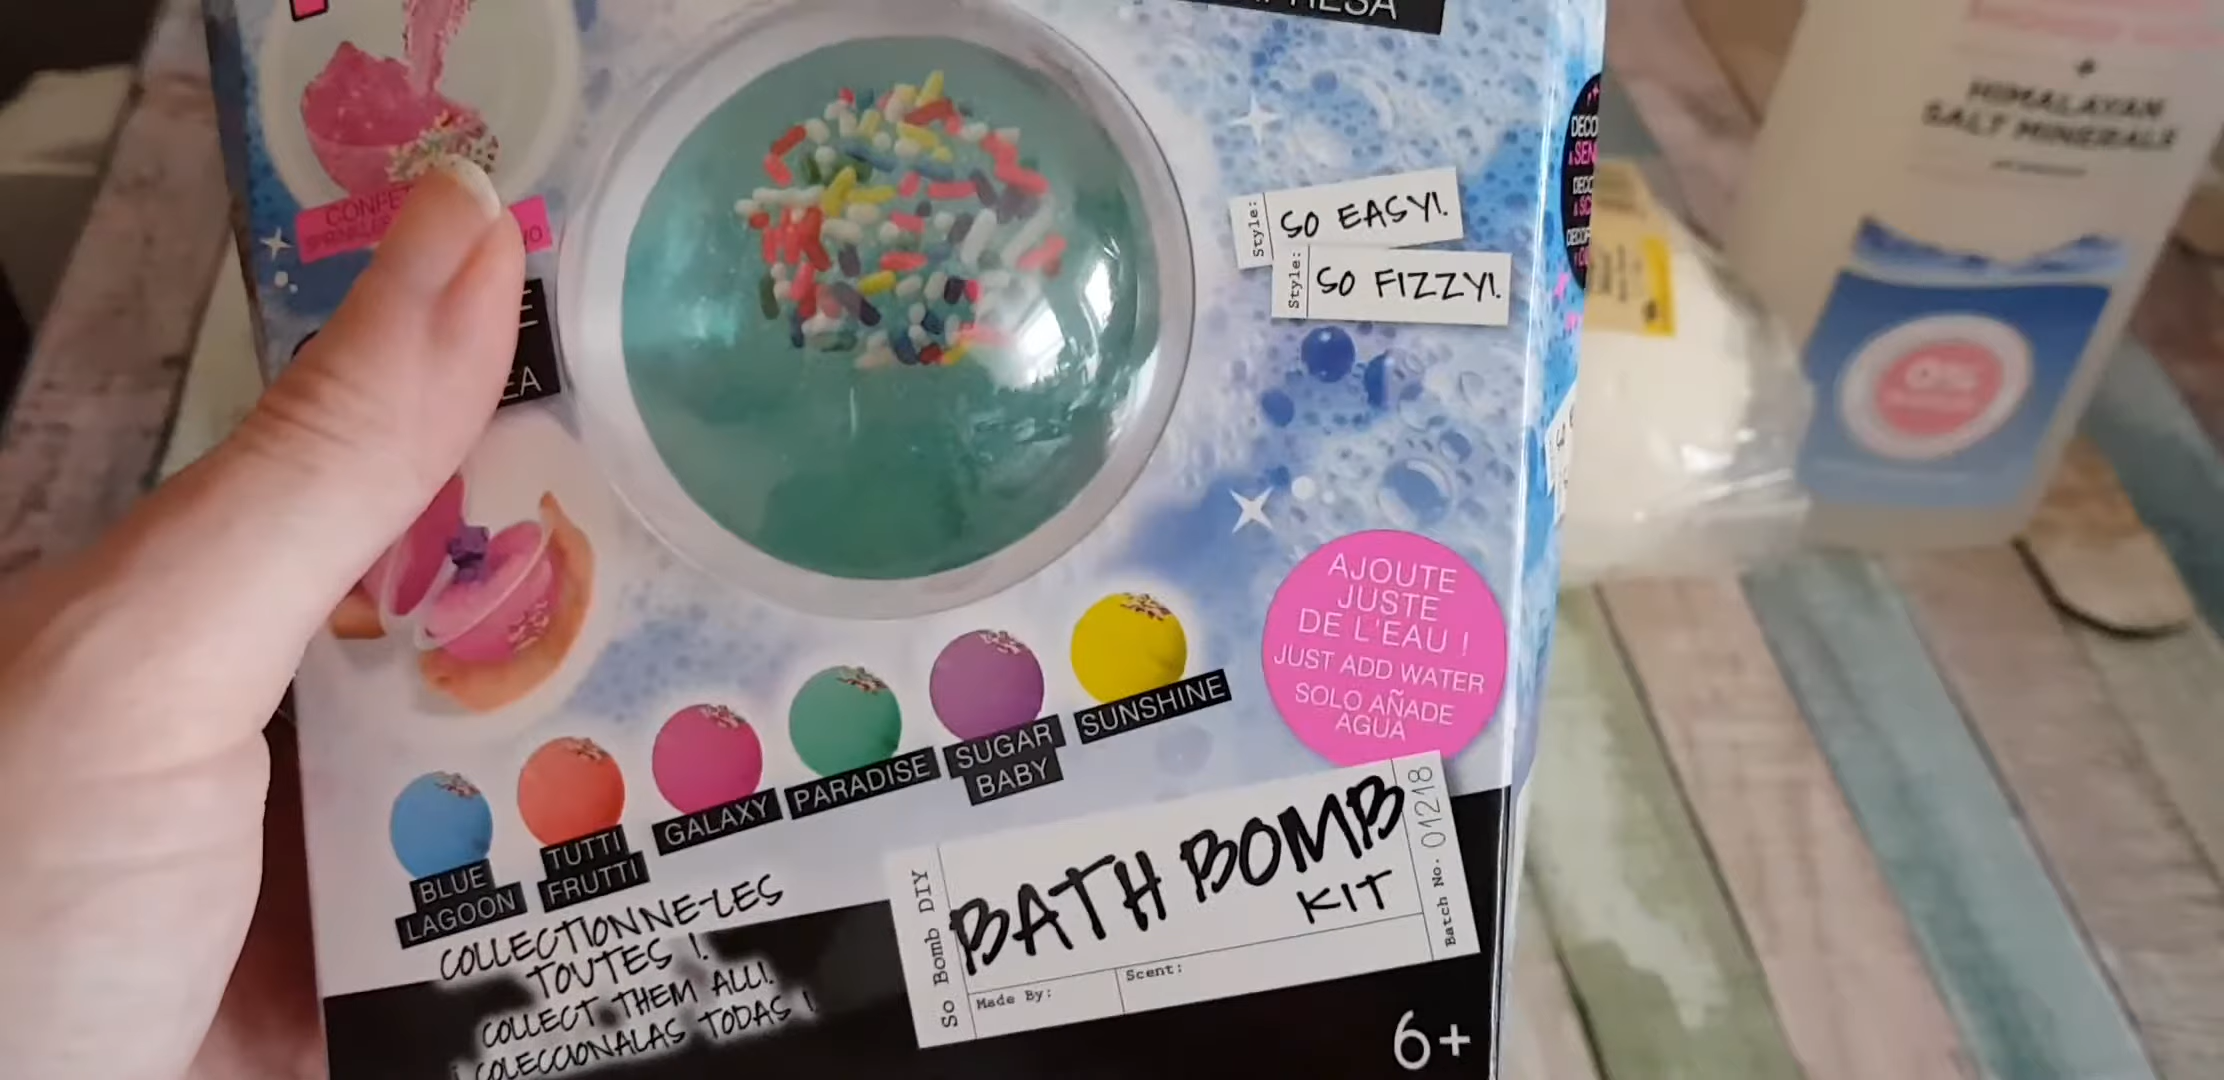 SO EASY!
Style:
SO FIZZY!
Style:
AJOUTE
JUSTE
DE L'EAU !
JUST ADD WATER
SOLO AÑADE
AGUA
BLUE
LAGOON
TUTTI
FRUTTI
GALAXY
PARADISE
SUGAR
BABY
SUNSHINE
COLLECTIONNE-LES
TOUTES !
COLLECT THEM ALL!
¡ COLECCIONALAS TODAS !
So Bomb DIY
BATH BOMB
KIT
Made By:
Scent:
Batch No. 01218
6+
+
HIMALAYAN
SALT MINERALS
0%